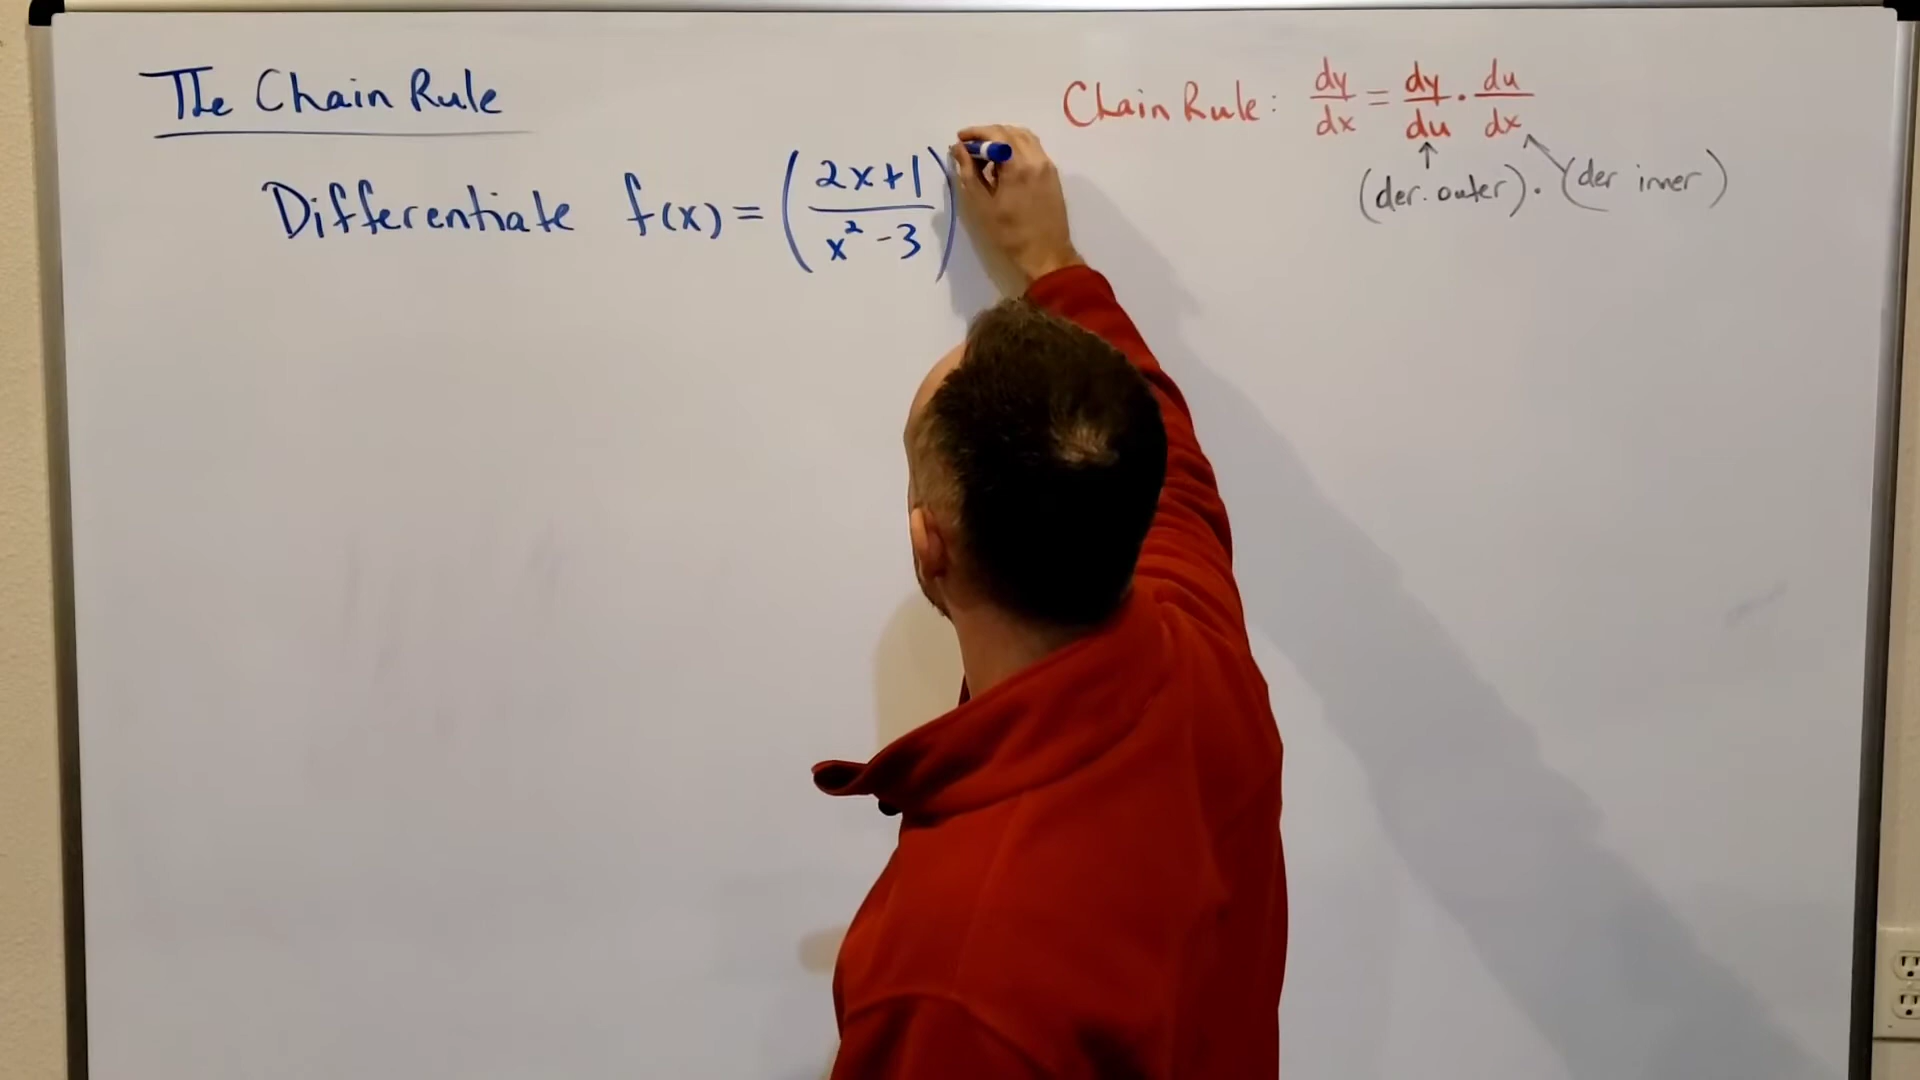 The Chain Rule
Chain Rule: dy/dx = dy/du · du/dx
(der. outer) · (der inner)
Differentiate f(x) = ((2x+1)/(x² - 3))